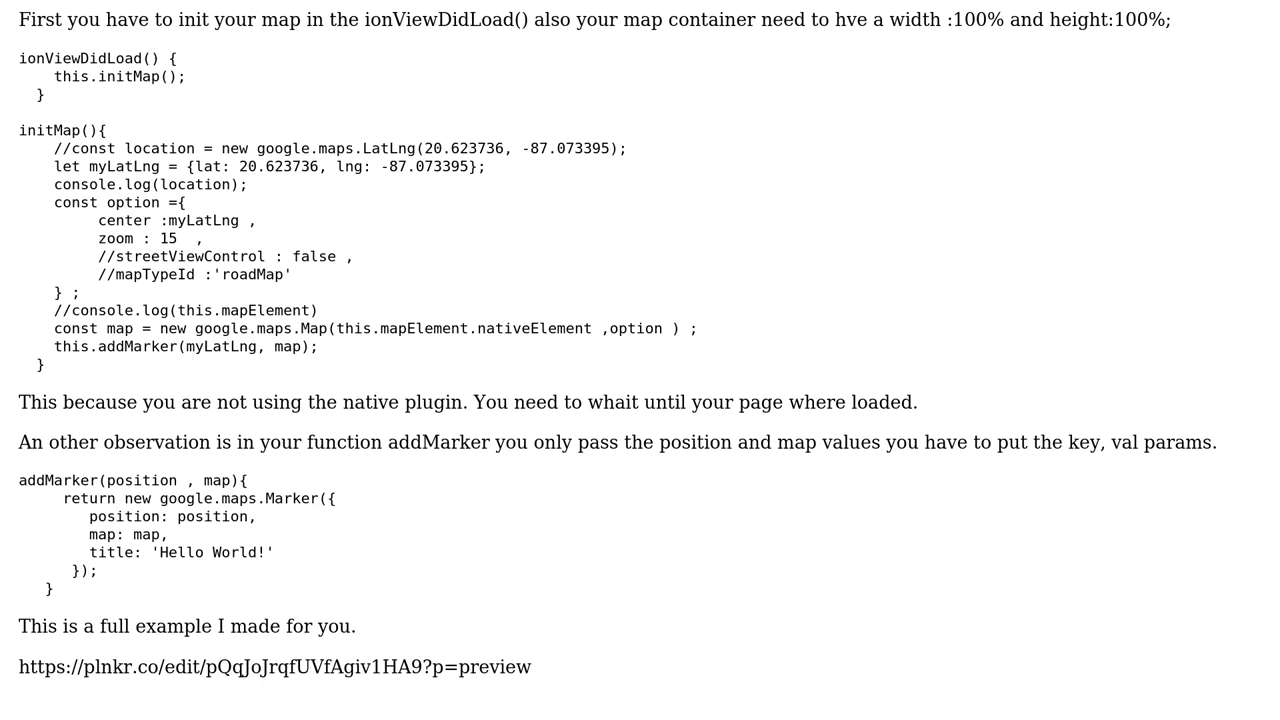 First you have to init your map in the ionViewDidLoad() also your map container need to hve a width :100% and height:100%;
ionViewDidLoad() {
    this.initMap();
  }
initMap(){
    //const location = new google.maps.LatLng(20.623736, -87.073395);
    let myLatLng = {lat: 20.623736, lng: -87.073395};
    console.log(location);
    const option ={
         center :myLatLng ,
         zoom : 15  ,
         //streetViewControl : false ,
         //mapTypeId :'roadMap'
    } ;
    //console.log(this.mapElement)
    const map = new google.maps.Map(this.mapElement.nativeElement ,option ) ;
    this.addMarker(myLatLng, map);
  }
This because you are not using the native plugin. You need to whait until your page where loaded.
An other observation is in your function addMarker you only pass the position and map values you have to put the key, val params.
addMarker(position , map){
     return new google.maps.Marker({
        position: position,
        map: map,
        title: 'Hello World!'
      });
   }
This is a full example I made for you.
https://plnkr.co/edit/pQqJoJrqfUVfAgiv1HA9?p=preview